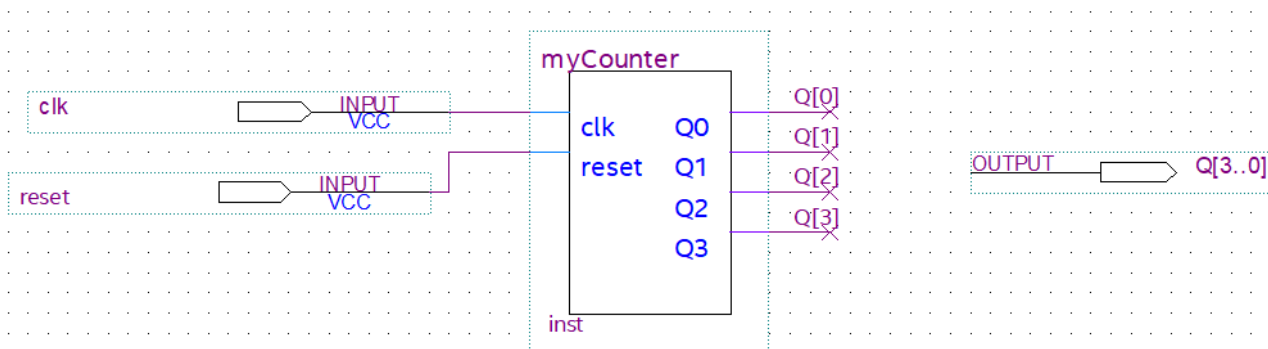 myCounter
clk INPUT VCC
clk Q0 Q[0]
reset Q1 Q[1]
OUTPUT Q[3..0]
reset INPUT VCC
Q2 Q[2]
Q3 Q[3]
inst